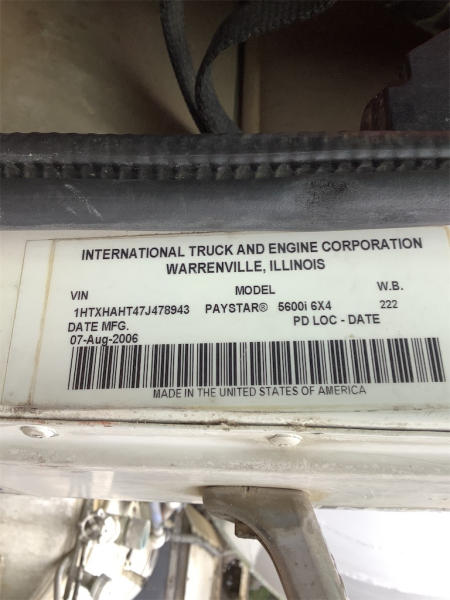 INTERNATIONAL TRUCK AND ENGINE CORPORATION
WARRENVILLE, ILLINOIS
VIN MODEL W.B.
1HTXHAHT47J478943 PAYSTAR® 5600i 6X4 222
DATE MFG. PD LOC - DATE
07-Aug-2006
MADE IN THE UNITED STATES OF AMERICA